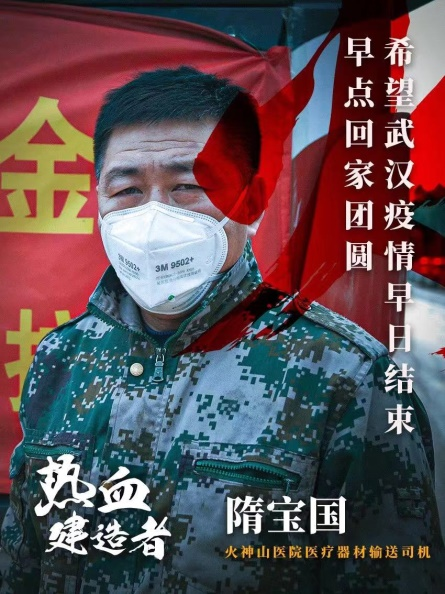 希望武汉疫情早日结束
早点回家团圆
金
3M 9502+
热血
建造者
隋宝国
火神山医院医疗器材输送司机